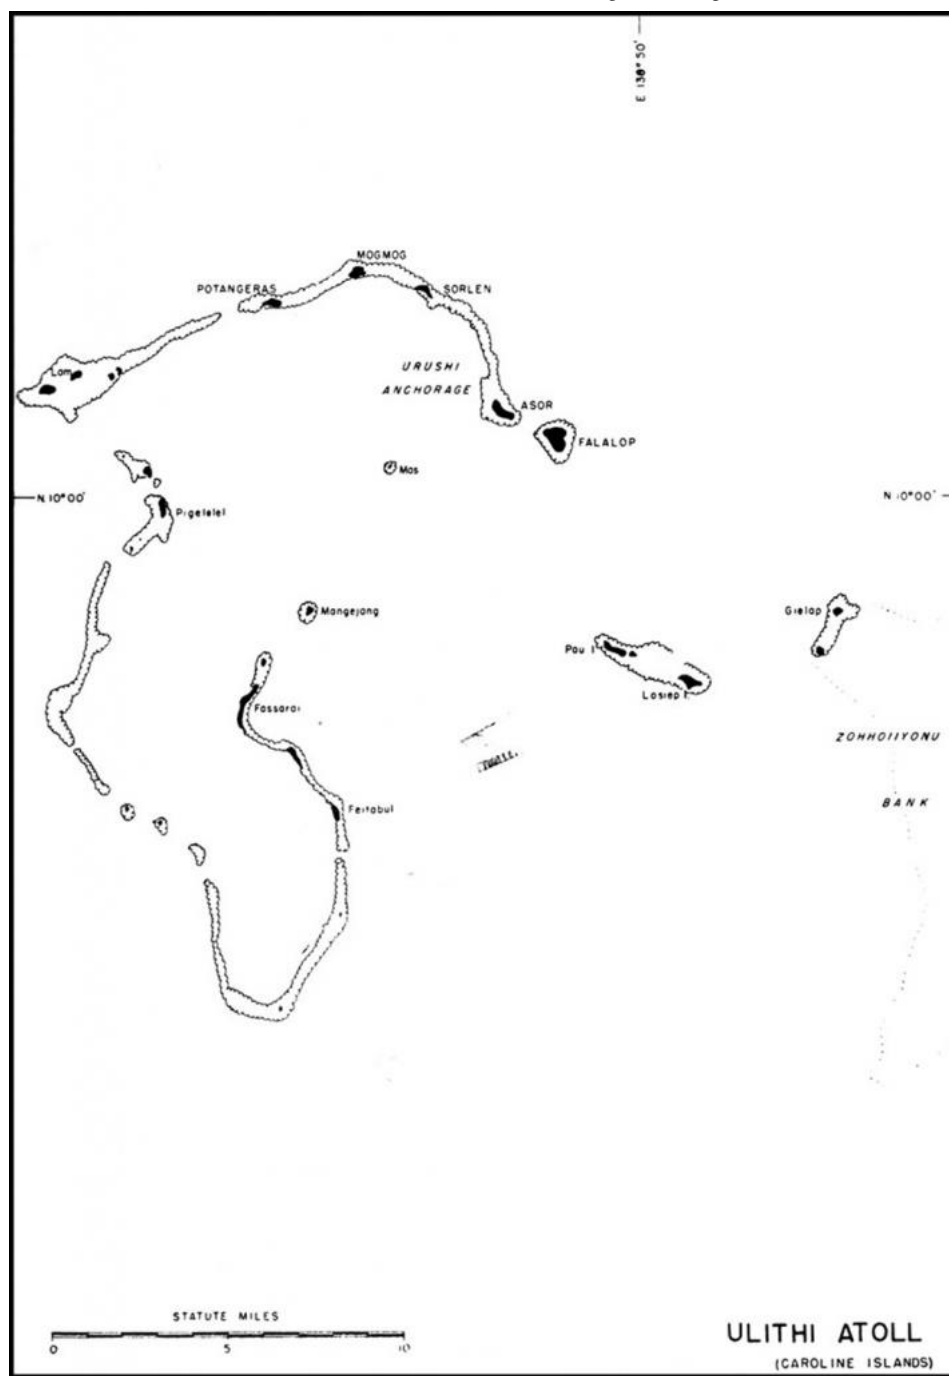 E 138° 50'
MOGMOG
POTANGERAS
SORLEN
Lam
URUSHI
ANCHORAGE
ASOR
FALALOP
Mas
N 10°00'
N 10°00'
Pigelelel
Mangejang
Gielap
Pau I.
Losiep I.
Fassarai
ZOHHOIIYONU
BANK
Feitabul
STATUTE MILES
0 5 10
ULITHI ATOLL
(CAROLINE ISLANDS)